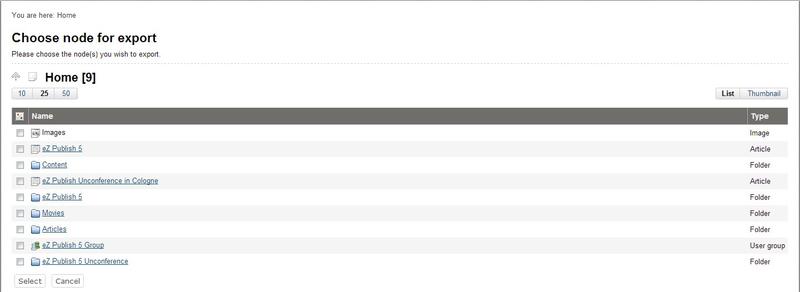 You are here: Home
Choose node for export
Please choose the node(s) you wish to export.
Home [9]
10 25 50 List Thumbnail
Name Type
Images Image
eZ Publish 5 Article
Content Folder
eZ Publish Unconference in Cologne Article
eZ Publish 5 Folder
Movies Folder
Articles Folder
eZ Publish 5 Group User group
eZ Publish 5 Unconference Folder
Select Cancel